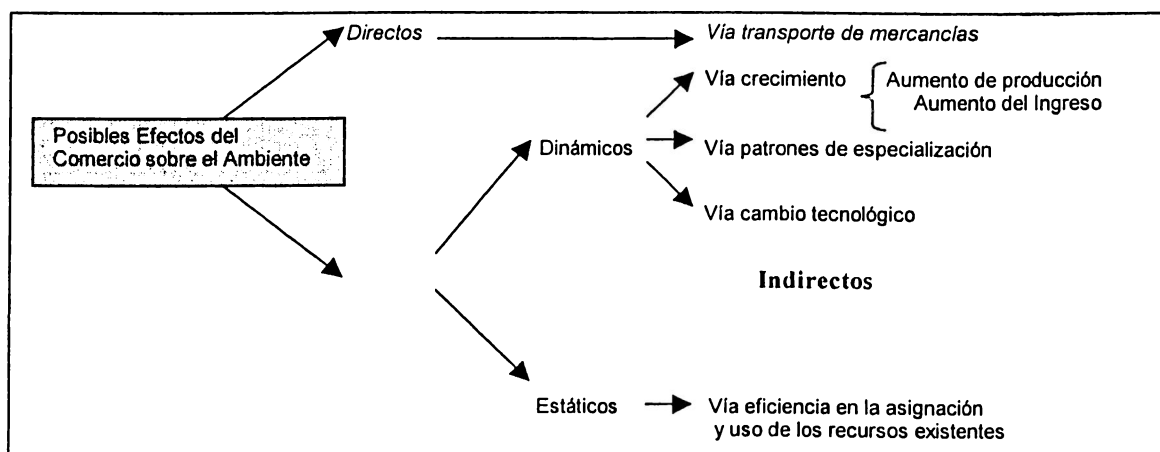 Directos
Vía transporte de mercancías
Vía crecimiento
Aumento de producción
Aumento del Ingreso
Posibles Efectos del
Comercio sobre el Ambiente
Dinámicos
Vía patrones de especialización
Vía cambio tecnológico
Indirectos
Estáticos
Vía eficiencia en la asignación
y uso de los recursos existentes